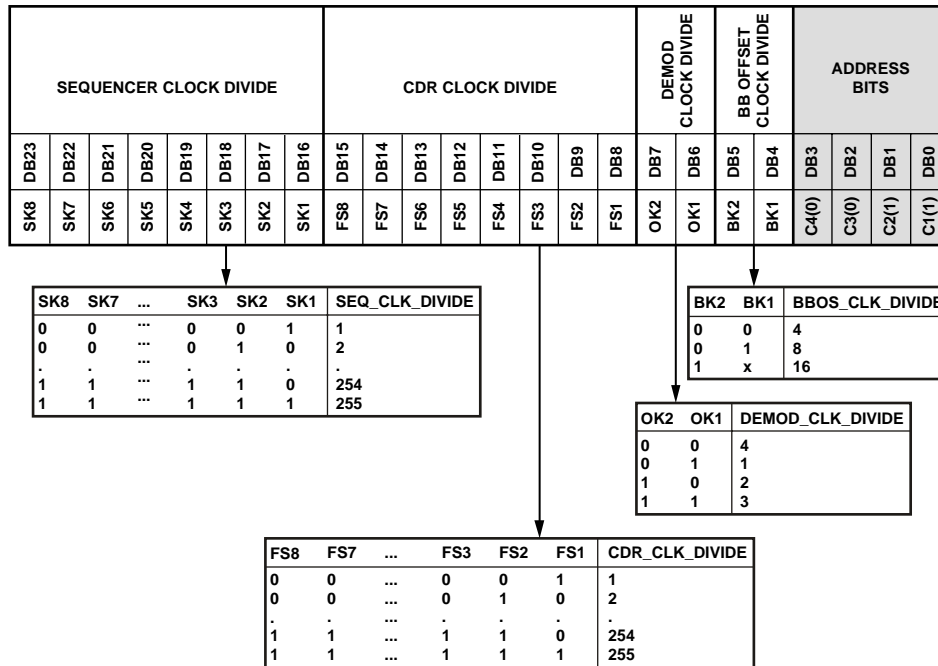 SEQUENCER CLOCK DIVIDE
CDR CLOCK DIVIDE
DEMOD
CLOCK DIVIDE
BB OFFSET
CLOCK DIVIDE
ADDRESS
BITS
DB23 DB22 DB21 DB20 DB19 DB18 DB17 DB16 DB15 DB14 DB13 DB12 DB11 DB10 DB9 DB8 DB7 DB6 DB5 DB4 DB3 DB2 DB1 DB0
SK8 SK7 SK6 SK5 SK4 SK3 SK2 SK1 FS8 FS7 FS6 FS5 FS4 FS3 FS2 FS1 OK2 OK1 BK2 BK1 C4(0) C3(0) C2(1) C1(1)
SK8 SK7 ... SK3 SK2 SK1 SEQ_CLK_DIVIDE
0 0 ... 0 0 1 1
0 0 ... 0 1 0 2
. . ... . . . .
1 1 ... 1 1 0 254
1 1 ... 1 1 1 255
BK2 BK1 BBOS_CLK_DIVIDE
0 0 4
0 1 8
1 x 16
OK2 OK1 DEMOD_CLK_DIVIDE
0 0 4
0 1 1
1 0 2
1 1 3
FS8 FS7 ... FS3 FS2 FS1 CDR_CLK_DIVIDE
0 0 ... 0 0 1 1
0 0 ... 0 1 0 2
. . ... . . . .
1 1 ... 1 1 0 254
1 1 ... 1 1 1 255